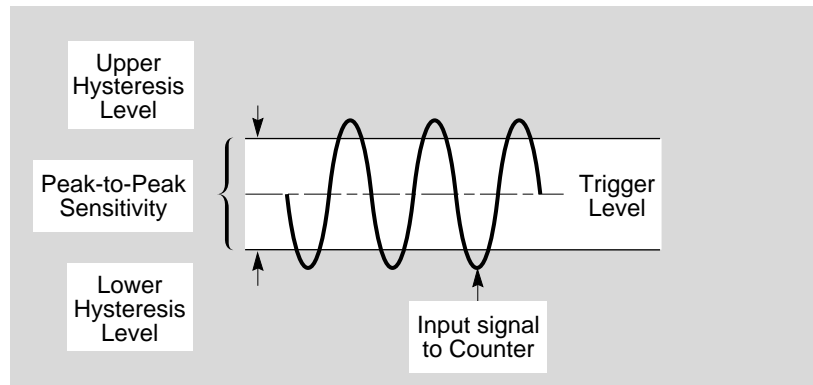 Upper
Hysteresis
Level
Peak-to-Peak
Sensitivity
Trigger
Level
Lower
Hysteresis
Level
Input signal
to Counter